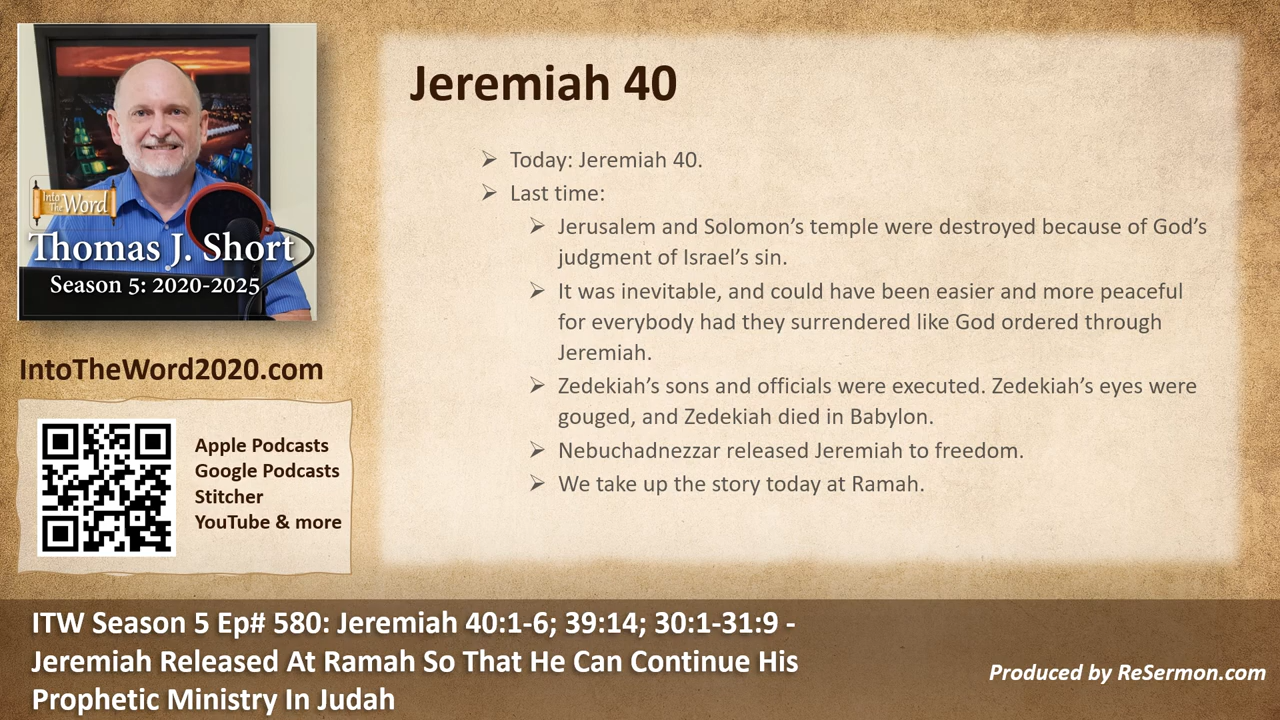 Into
The Word
Thomas J. Short
Season 5: 2020-2025
IntoTheWord2020.com
Apple Podcasts
Google Podcasts
Stitcher
YouTube & more
Jeremiah 40
Today: Jeremiah 40.
Last time:
Jerusalem and Solomon’s temple were destroyed because of God’s
judgment of Israel’s sin.
It was inevitable, and could have been easier and more peaceful
for everybody had they surrendered like God ordered through
Jeremiah.
Zedekiah’s sons and officials were executed. Zedekiah’s eyes were
gouged, and Zedekiah died in Babylon.
Nebuchadnezzar released Jeremiah to freedom.
We take up the story today at Ramah.
ITW Season 5 Ep# 580: Jeremiah 40:1-6; 39:14; 30:1-31:9 -
Jeremiah Released At Ramah So That He Can Continue His
Prophetic Ministry In Judah
Produced by ReSermon.com